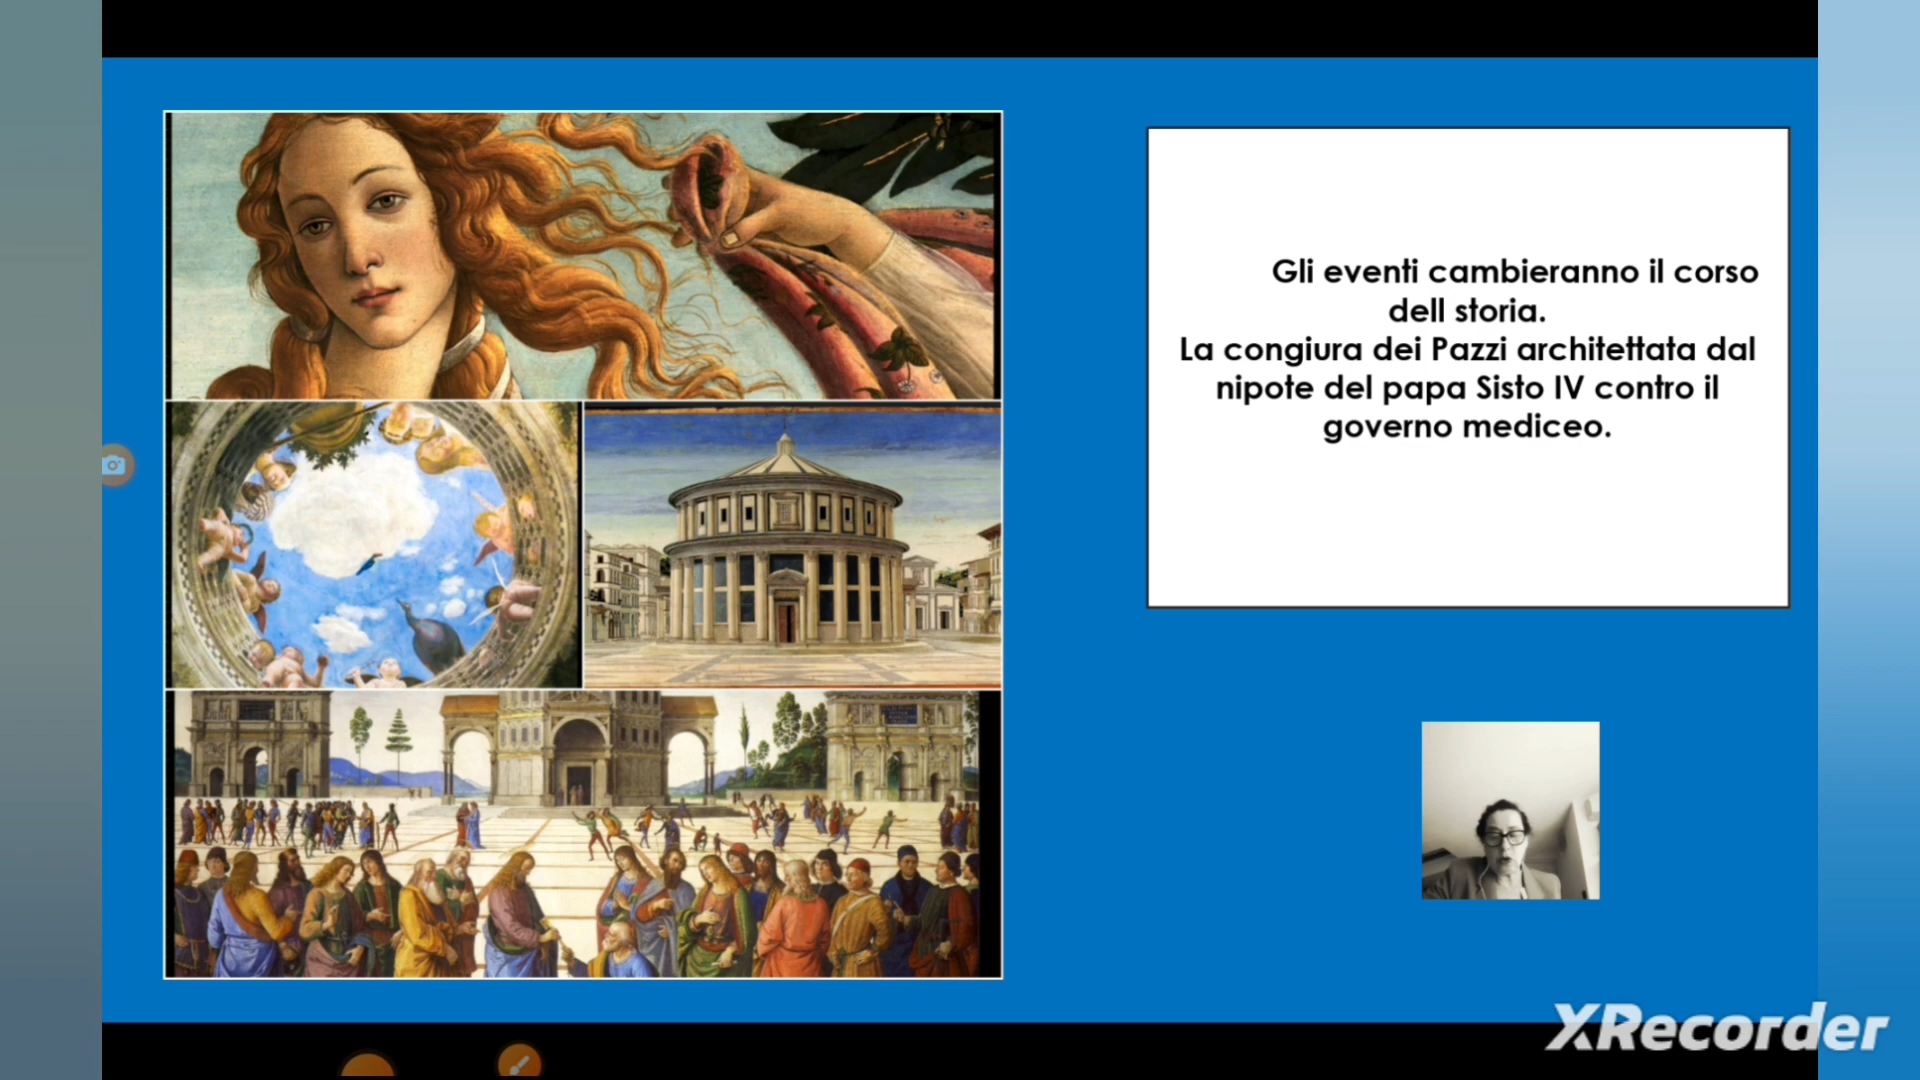 Gli eventi cambieranno il corso
dell storia.
La congiura dei Pazzi architettata dal
nipote del papa Sisto IV contro il
governo mediceo.
XRecorder